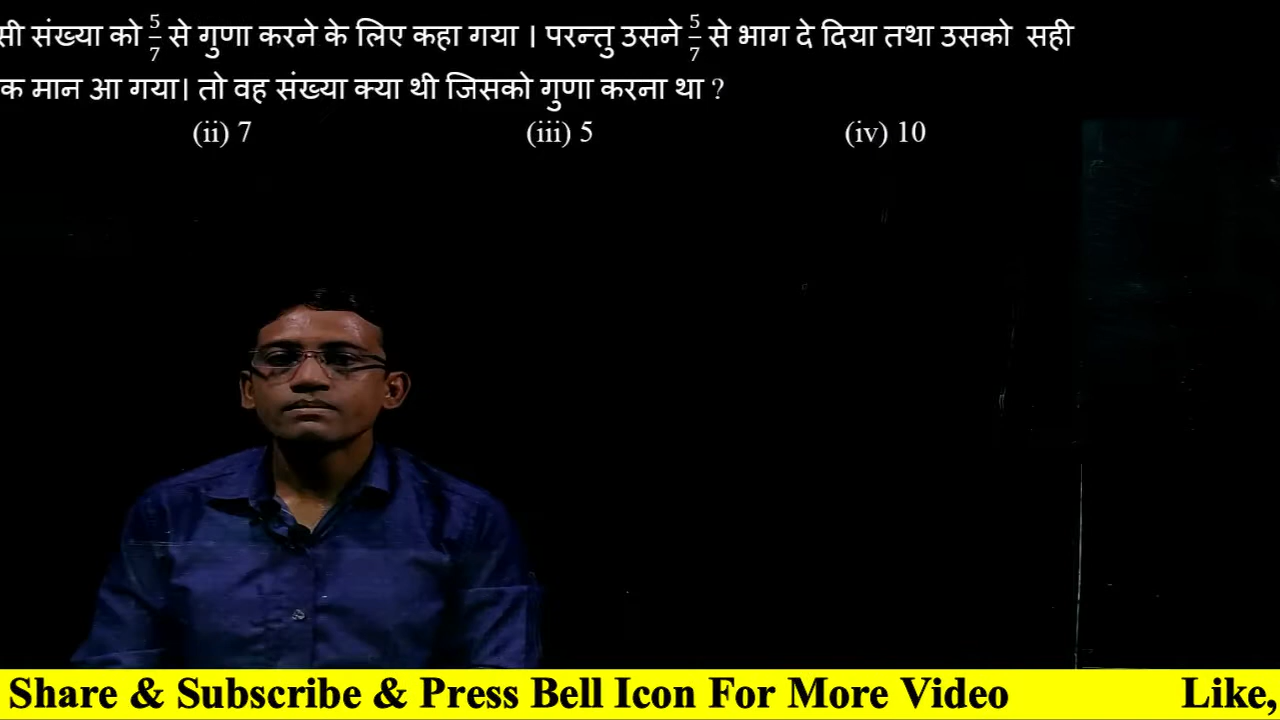 सी संख्या को 5/7 से गुणा करने के लिए कहा गया । परन्तु उसने 5/7 से भाग दे दिया तथा उसको सही
क मान आ गया। तो वह संख्या क्या थी जिसको गुणा करना था ?
(ii) 7 (iii) 5 (iv) 10
Share & Subscribe & Press Bell Icon For More Video Like,